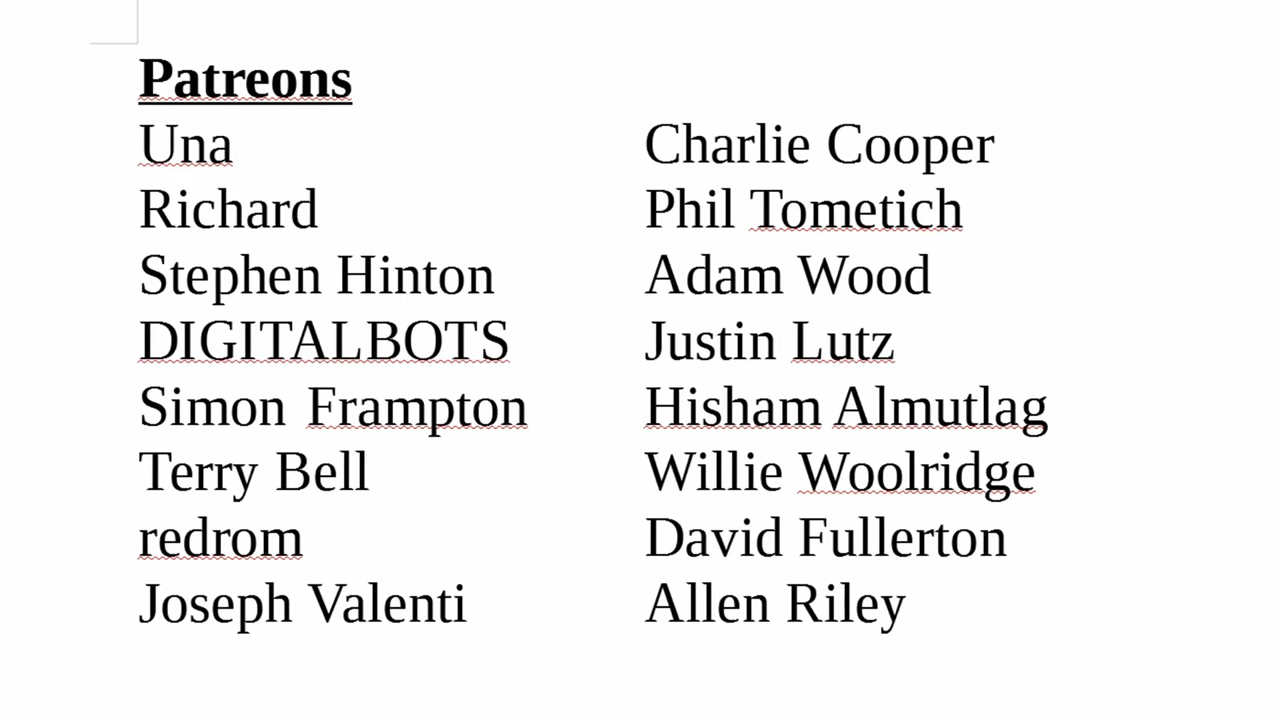 Patreons
Una
Richard
Stephen Hinton
DIGITALBOTS
Simon Frampton
Terry Bell
redrom
Joseph Valenti
Charlie Cooper
Phil Tometich
Adam Wood
Justin Lutz
Hisham Almutlag
Willie Woolridge
David Fullerton
Allen Riley